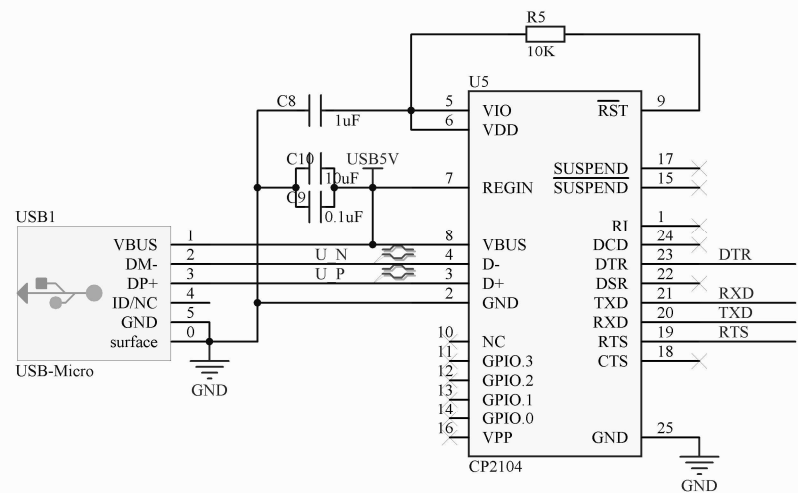 R5
10K
U5
C8
1uF
5 VIO
6 VDD
RST 9
C10
10uF
USB5V
C9
0.1uF
7 REGIN
SUSPEND 17
SUSPEND 15
USB1
RI 1
VBUS 1
8 VBUS
DCD 24
DM- 2
U_N
4 D-
DTR 23 DTR
DP+ 3
U_P
3 D+
DSR 22
ID/NC 4
2 GND
TXD 21 RXD
GND 5
RXD 20 TXD
surface 0
10 NC
RTS 19 RTS
USB-Micro
GND
11 GPIO.3
CTS 18
12 GPIO.2
13 GPIO.1
14 GPIO.0
16 VPP
GND 25
CP2104
GND